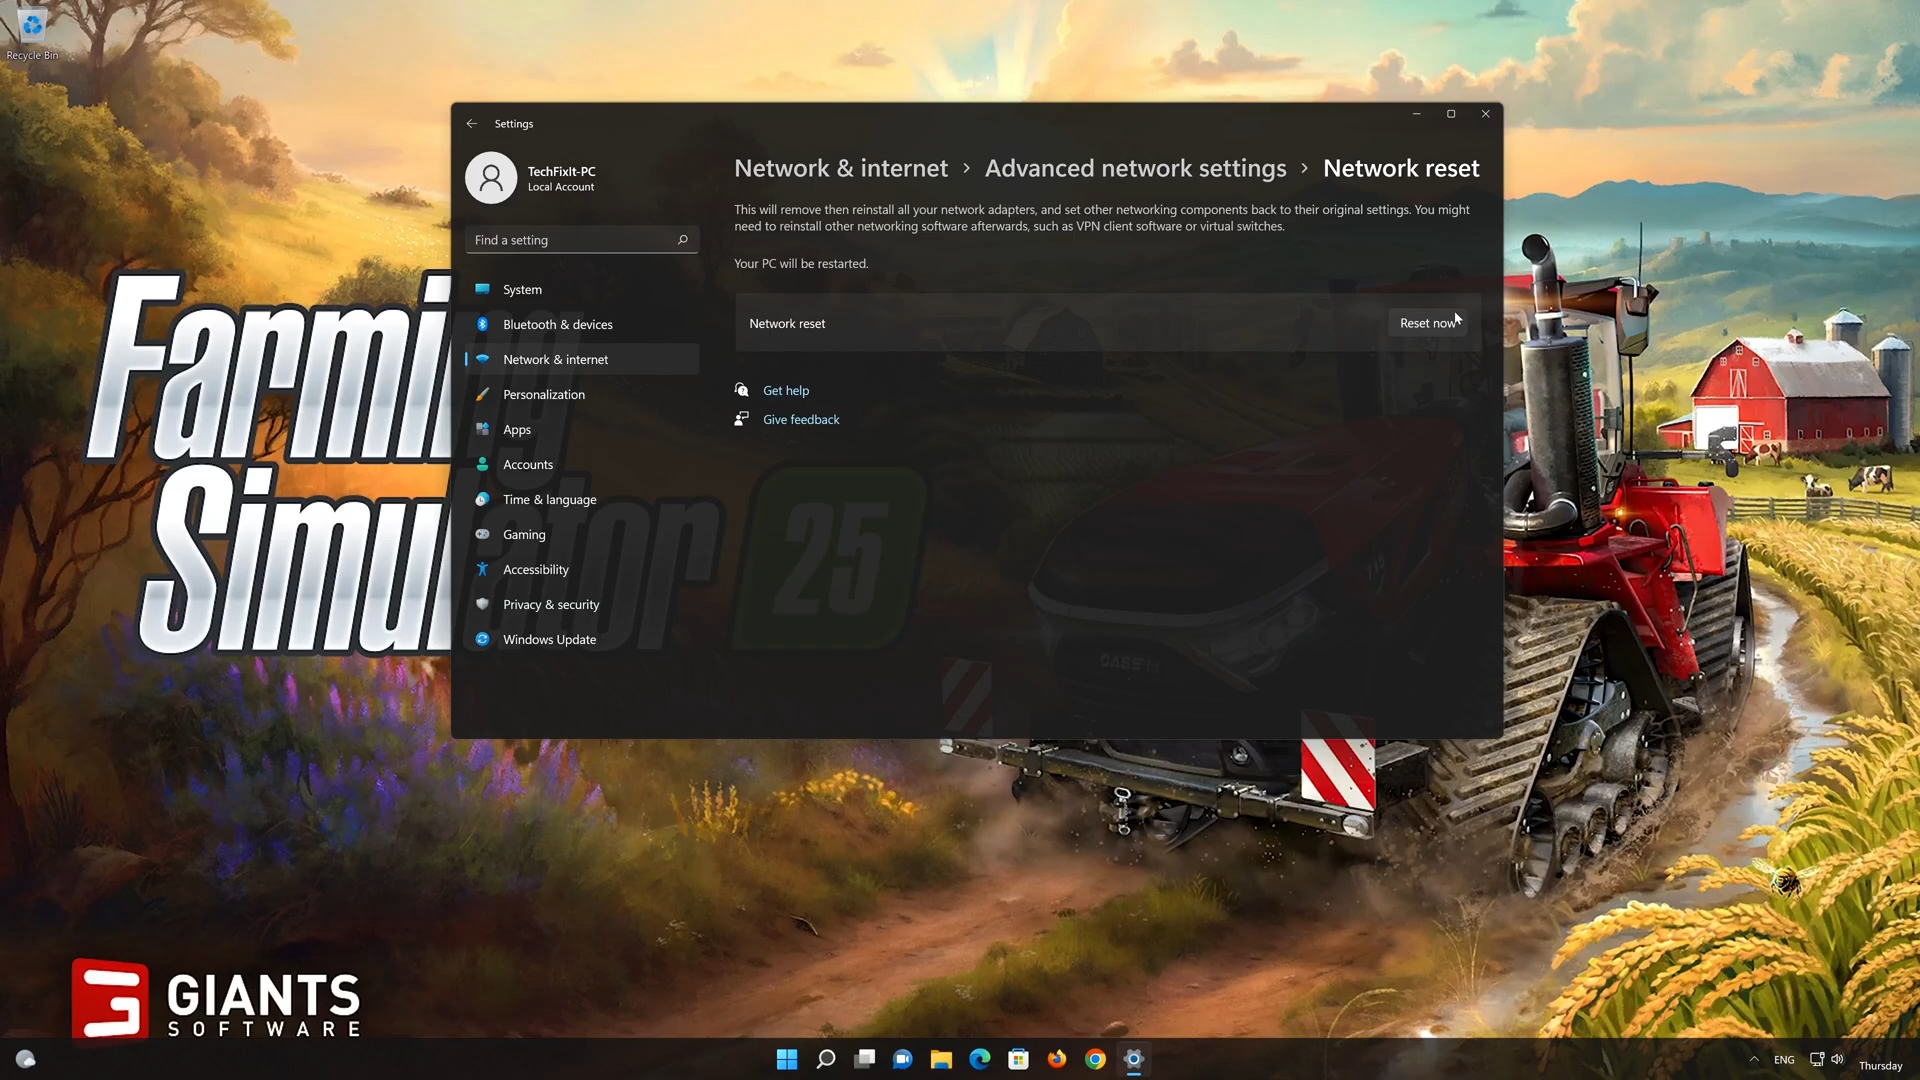 Recycle Bin
Settings
TechFixIt-PC
Local Account
Find a setting
System
Bluetooth & devices
Network & internet
Personalization
Apps
Accounts
Time & language
Gaming
Accessibility
Privacy & security
Windows Update
Network & internet > Advanced network settings > Network reset
This will remove then reinstall all your network adapters, and set other networking components back to their original settings. You might
need to reinstall other networking software afterwards, such as VPN client software or virtual switches.
Your PC will be restarted.
Network reset
Reset now
Get help
Give feedback
Farming
Simulator 25
CASE IH
GIANTS
SOFTWARE
ENG
Thursday